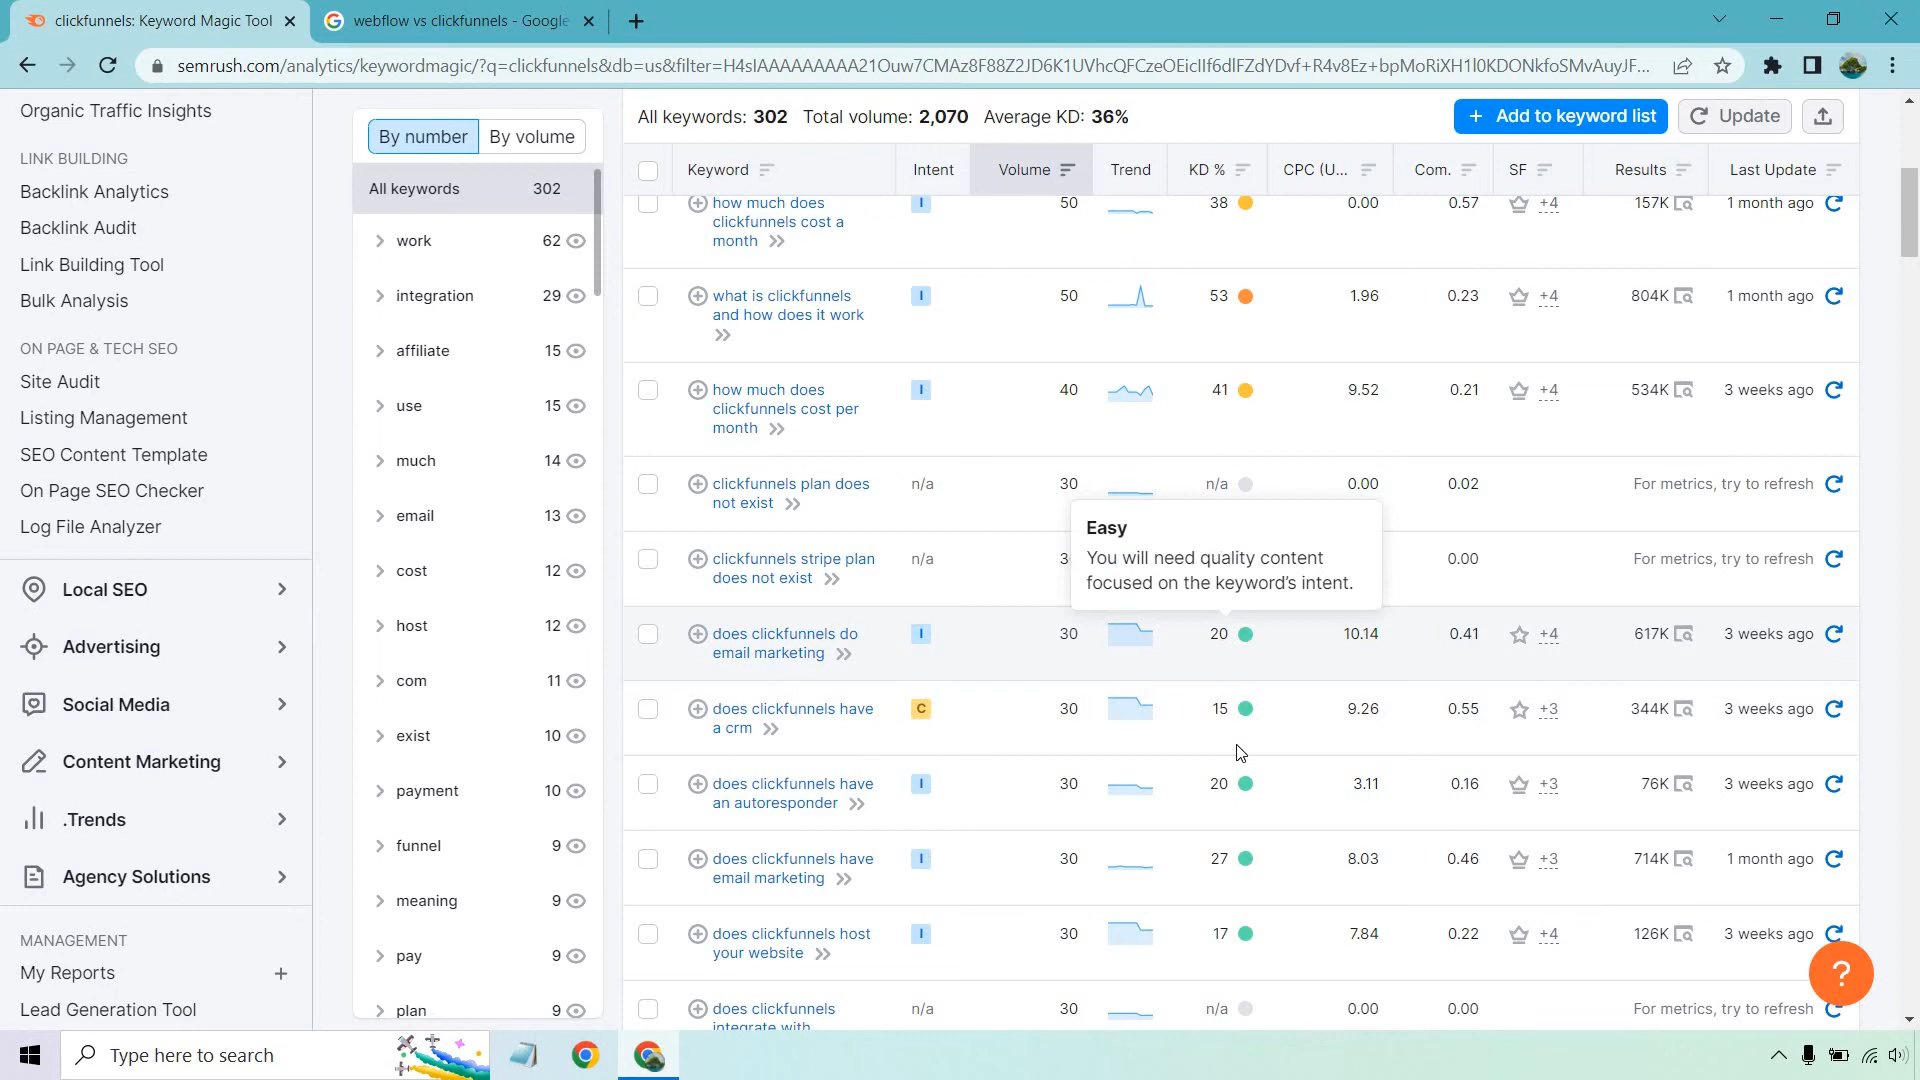 clickfunnels: Keyword Magic Tool
webflow vs clickfunnels - Google
semrush.com/analytics/keywordmagic/?q=clickfunnels&db=us&filter=H4sIAAAAAAAAA21Ouw7CMAz8F88Z2JD6K1UVhcQFCzeOEicIIf6dlFZdYDvf+R4v8Ez+bpMoRiXH1l0KDONkfoSMvAuyJF...
Organic Traffic Insights
LINK BUILDING
Backlink Analytics
Backlink Audit
Link Building Tool
Bulk Analysis
ON PAGE & TECH SEO
Site Audit
Listing Management
SEO Content Template
On Page SEO Checker
Log File Analyzer
Local SEO
Advertising
Social Media
Content Marketing
.Trends
Agency Solutions
MANAGEMENT
My Reports +
Lead Generation Tool
By number By volume
All keywords 302
work 62
integration 29
affiliate 15
use 15
much 14
email 13
cost 12
host 12
com 11
exist 10
payment 10
funnel 9
meaning 9
pay 9
plan 9
All keywords: 302 Total volume: 2,070 Average KD: 36%
+ Add to keyword list Update
Keyword Intent Volume Trend KD % CPC (U... Com. SF Results Last Update
how much does clickfunnels cost a month I 50 38 0.00 0.57 +4 157K 1 month ago
what is clickfunnels and how does it work I 50 53 1.96 0.23 +4 804K 1 month ago
how much does clickfunnels cost per month I 40 41 9.52 0.21 +4 534K 3 weeks ago
clickfunnels plan does not exist n/a 30 n/a 0.00 0.02 For metrics, try to refresh
Easy
You will need quality content
focused on the keyword's intent.
clickfunnels stripe plan does not exist n/a 3 0.00 For metrics, try to refresh
does clickfunnels do email marketing I 30 20 10.14 0.41 +4 617K 3 weeks ago
does clickfunnels have a crm C 30 15 9.26 0.55 +3 344K 3 weeks ago
does clickfunnels have an autoresponder I 30 20 3.11 0.16 +3 76K 3 weeks ago
does clickfunnels have email marketing I 30 27 8.03 0.46 +3 714K 1 month ago
does clickfunnels host your website I 30 17 7.84 0.22 +4 126K 3 weeks ago
does clickfunnels integrate with n/a 30 n/a 0.00 0.00 For metrics, try to refresh
?
Type here to search